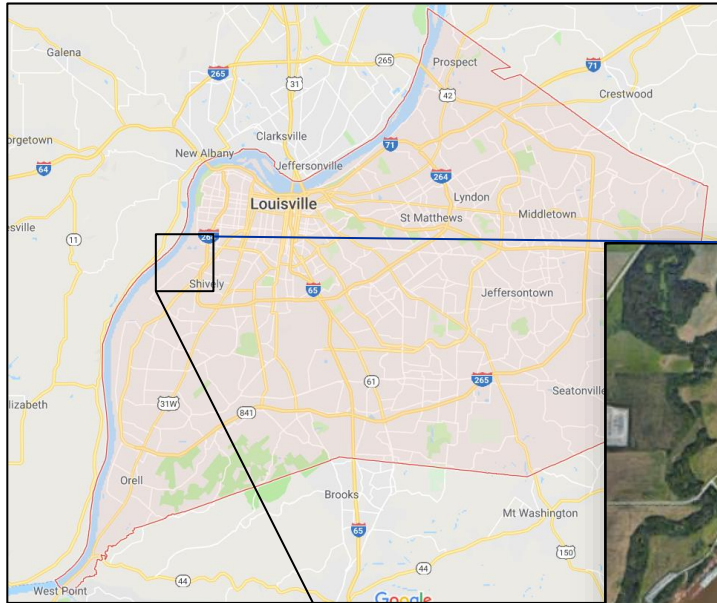 Galena
265
Prospect
265
31
71
42
Crestwood
Clarksville
orgetown
New Albany
71
Jeffersonville
64
264
Lyndon
Louisville
St Matthews
Middletown
esville
11
Shively
65
Jeffersontown
61
265
Seatonville
lizabeth
31W
841
Orell
Brooks
Mt Washington
65
150
44
44
West Point
Google